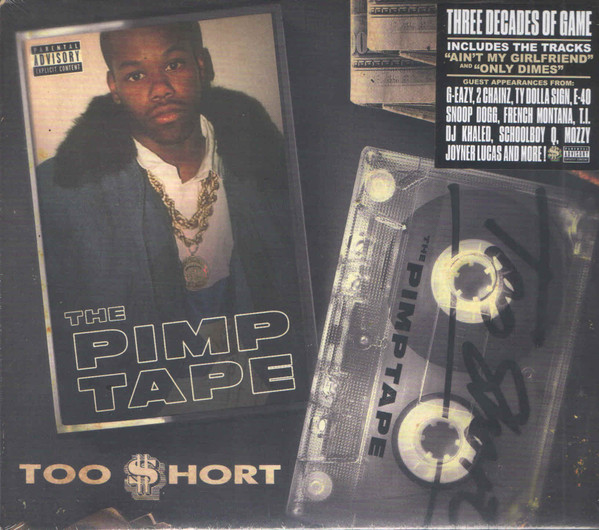 PARENTAL
ADVISORY
EXPLICIT CONTENT
THE
PIMP
TAPE
TOO $HORT
THREE DECADES OF GAME
INCLUDES THE TRACKS
"AIN'T MY GIRLFRIEND"
AND "ONLY DIMES"
GUEST APPEARANCES FROM:
G-EAZY, 2 CHAINZ, TY DOLLA SIGN, E-40
SNOOP DOGG, FRENCH MONTANA, T.I.
DJ KHALED, SCHOOLBOY Q, MOZZY
JOYNER LUCAS AND MORE!
THE PIMP TAPE
Too Short